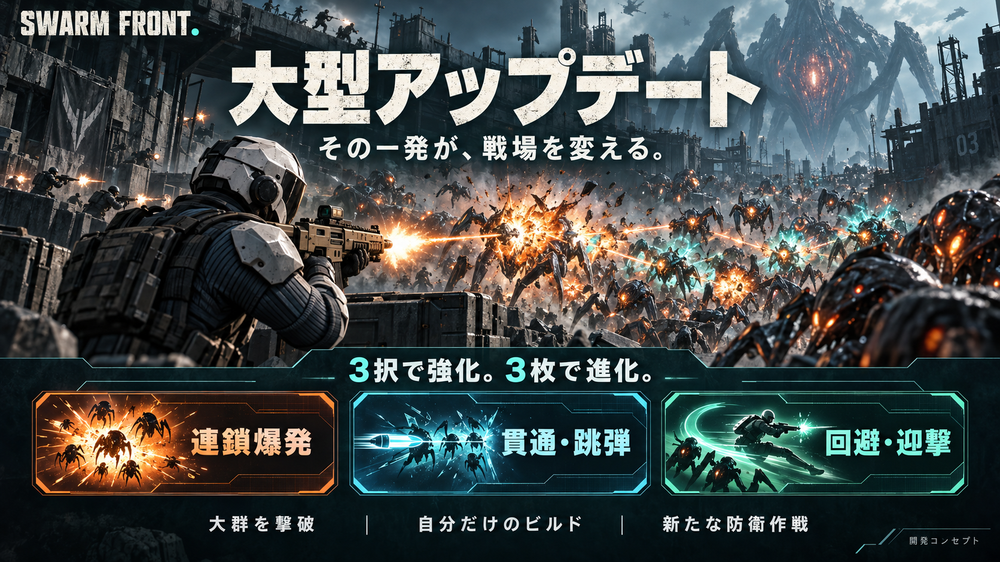 SWARM FRONT.
大型アップデート
その一発が、戦場を変える。
03
3択で強化。3枚で進化。
連鎖爆発
貫通・跳弾
回避・迎撃
大群を撃破
自分だけのビルド
新たな防衛作戦
開発コンセプト